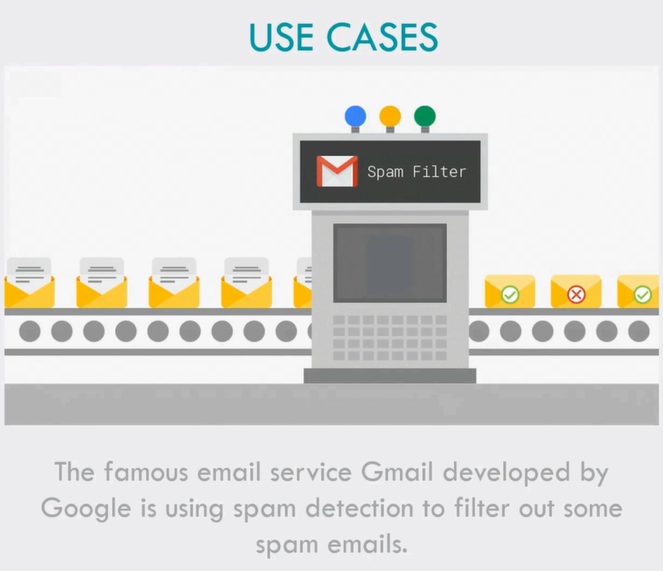 USE CASES
Spam Filter
The famous email service Gmail developed by
Google is using spam detection to filter out some
spam emails.